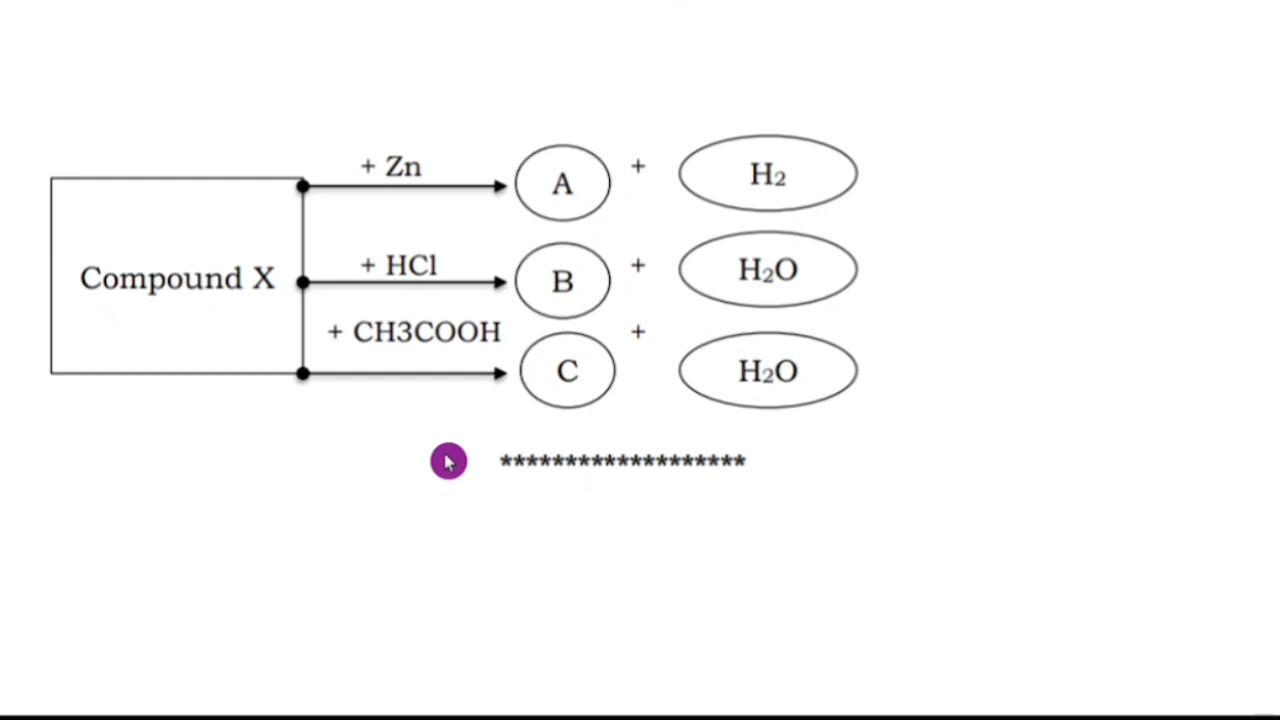 + Zn
A + H₂
Compound X
+ HCl
B + H₂O
+ CH3COOH
C + H₂O
*******************